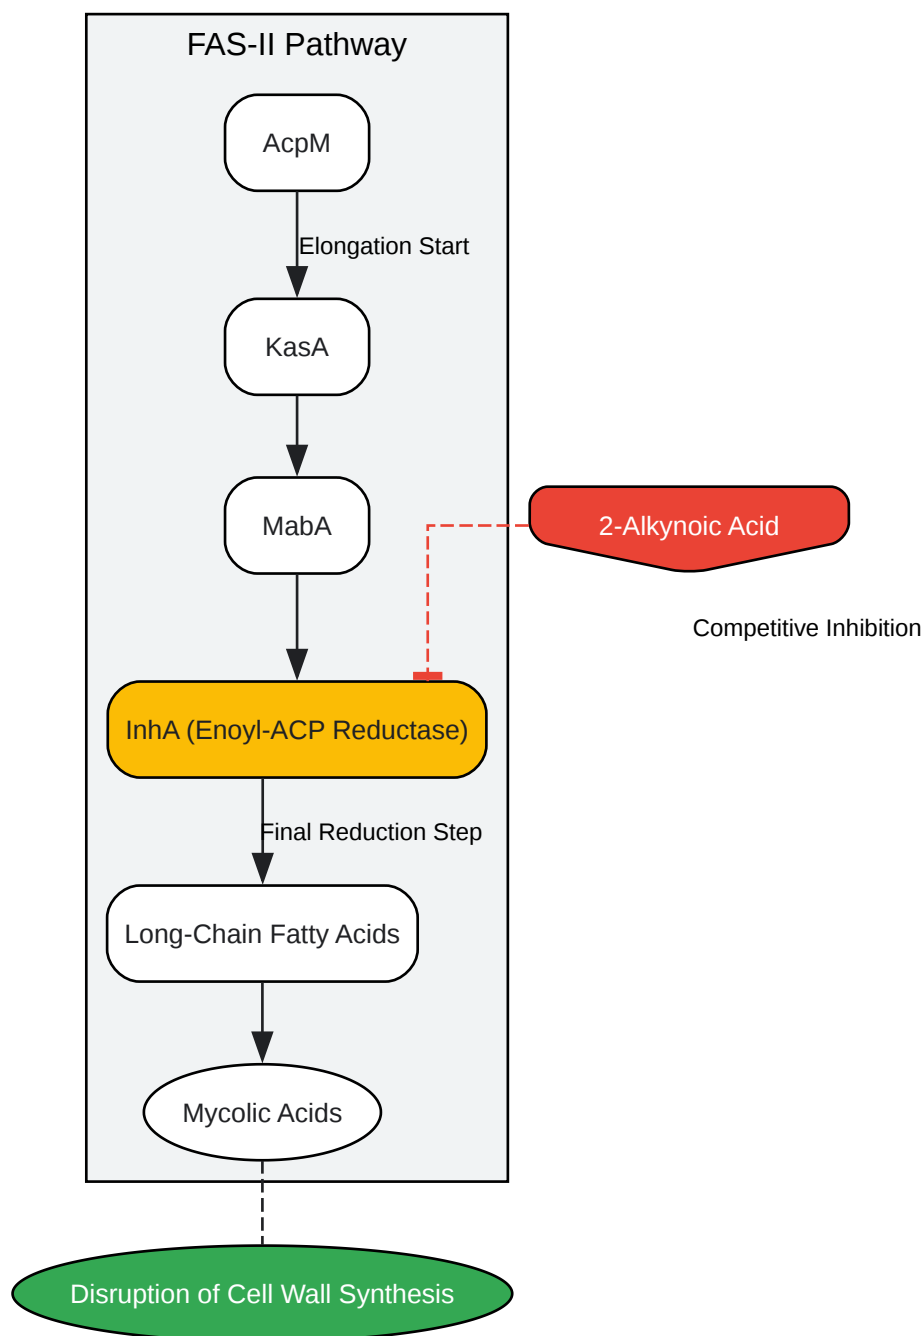 FAS-II Pathway
AcpM
Elongation Start
KasA
MabA
2-Alkynoic Acid
Competitive Inhibition
InhA (Enoyl-ACP Reductase)
Final Reduction Step
Long-Chain Fatty Acids
Mycolic Acids
Disruption of Cell Wall Synthesis